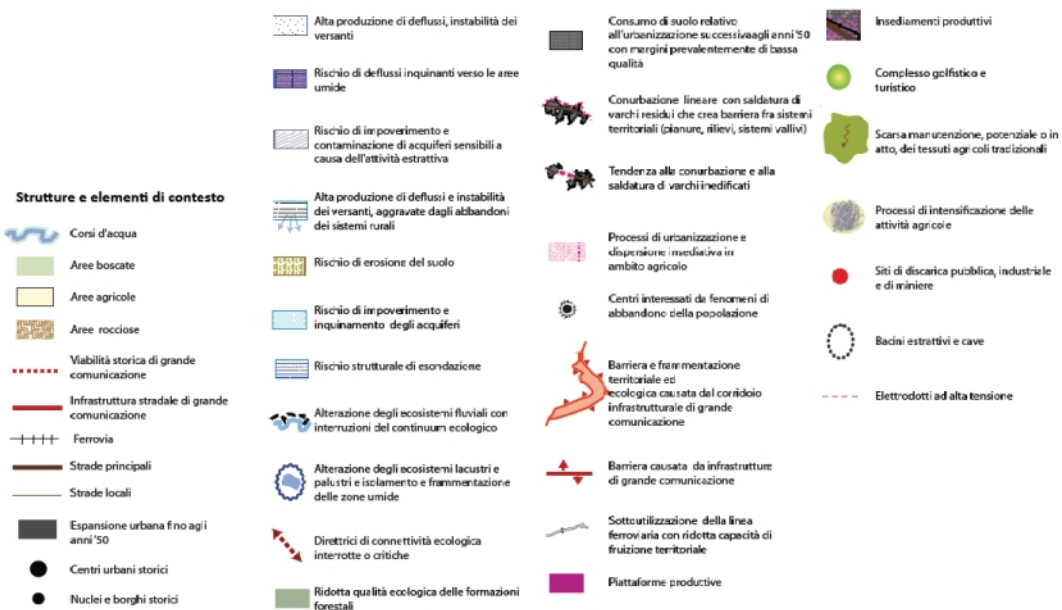 Strutture e elementi di contesto
Corsi d'acqua
Aree boscate
Aree agricole
Aree rocciose
Viabilità storica di grande
comunicazione
Infrastruttura stradale di grande
comunicazione
Ferrovia
Strade principali
Strade locali
Espansione urbana fino agli
anni '50
Centri urbani storici
Nuclei e borghi storici
Alta produzione di deflussi, instabilità dei
versanti
Rischio di deflussi inquinanti verso le aree
umide
Rischio di impoverimento e
contaminazione di acquiferi sensibili a
causa dell'attività estrattiva
Alta produzione di deflussi e instabilità
dei versanti, aggravate dagli abbandoni
dei sistemi rurali
Rischio di erosione del suolo
Rischio di impoverimento e
inquinamento degli acquiferi
Rischio strutturale di esondazione
Alterazione degli ecosistemi fluviali con
interruzioni del continuum ecologico
Alterazione degli ecosistemi lacustri e
palustri e isolamento e frammentazione
delle zone umide
Direttrici di connettività ecologica
interrotte o critiche
Ridotta qualità ecologica delle formazioni
forestali
Consumo di suolo relativo
all'urbanizzazione successivaagli anni '50
con margini prevalentemente di bassa
qualità
Conurbazione lineare con saldatura di
varchi residui che crea barriera fra sistemi
territoriali (pianure, rilievi, sistemi vallivi)
Tendenza alla conurbazione e alla
saldatura di varchi inedificati
Processi di urbanizzazione e
dispersione insediativa in
ambito agricolo
Centri interessati da fenomeni di
abbandono della popolazione
Barriera e frammentazione
territoriale ed
ecologica causata dal corridoio
infrastrutturale di grande
comunicazione
Barriera causata da infrastrutture
di grande comunicazione
Sottoutilizzazione della linea
ferroviaria con ridotta capacità di
fruizione territoriale
Piattaforme produttive
Insediamenti produttivi
Complesso golfistico e
turistico
Scarsa manutenzione, potenziale o in
atto, dei tessuti agricoli tradizionali
Processi di intensificazione delle
attività agricole
Siti di discarica pubblica, industriale
e di miniere
Bacini estrattivi e cave
Elettrodotti ad alta tensione